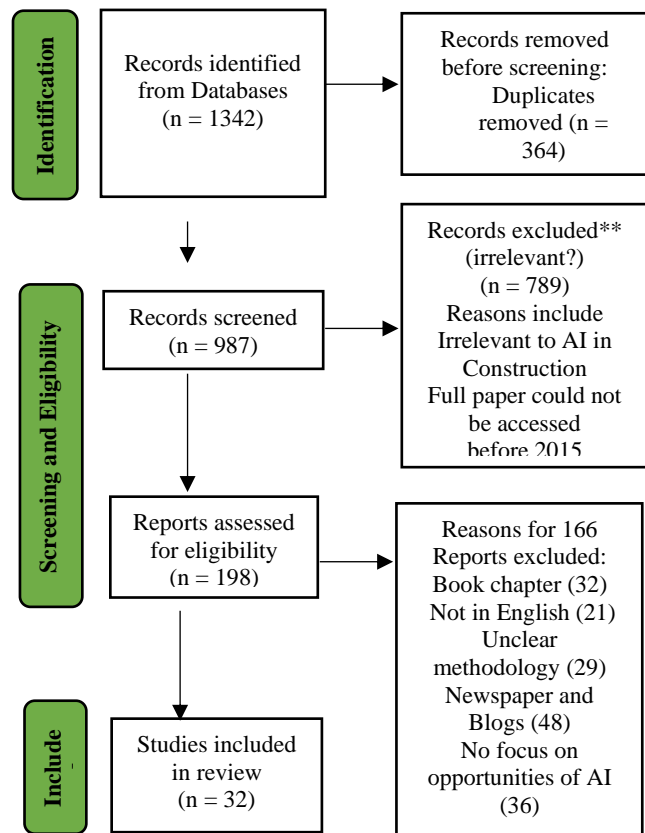 Identification
Records identified
from Databases
(n = 1342)
Records removed
before screening:
Duplicates
removed (n =
364)
Screening and Eligibility
Records screened
(n = 987)
Records excluded**
(irrelevant?)
(n = 789)
Reasons include
Irrelevant to AI in
Construction
Full paper could not
be accessed
before 2015
Reports assessed
for eligibility
(n = 198)
Reasons for 166
Reports excluded:
Book chapter (32)
Not in English (21)
Unclear
methodology (29)
Newspaper and
Blogs (48)
No focus on
opportunities of AI
(36)
Include
Studies included
in review
(n = 32)